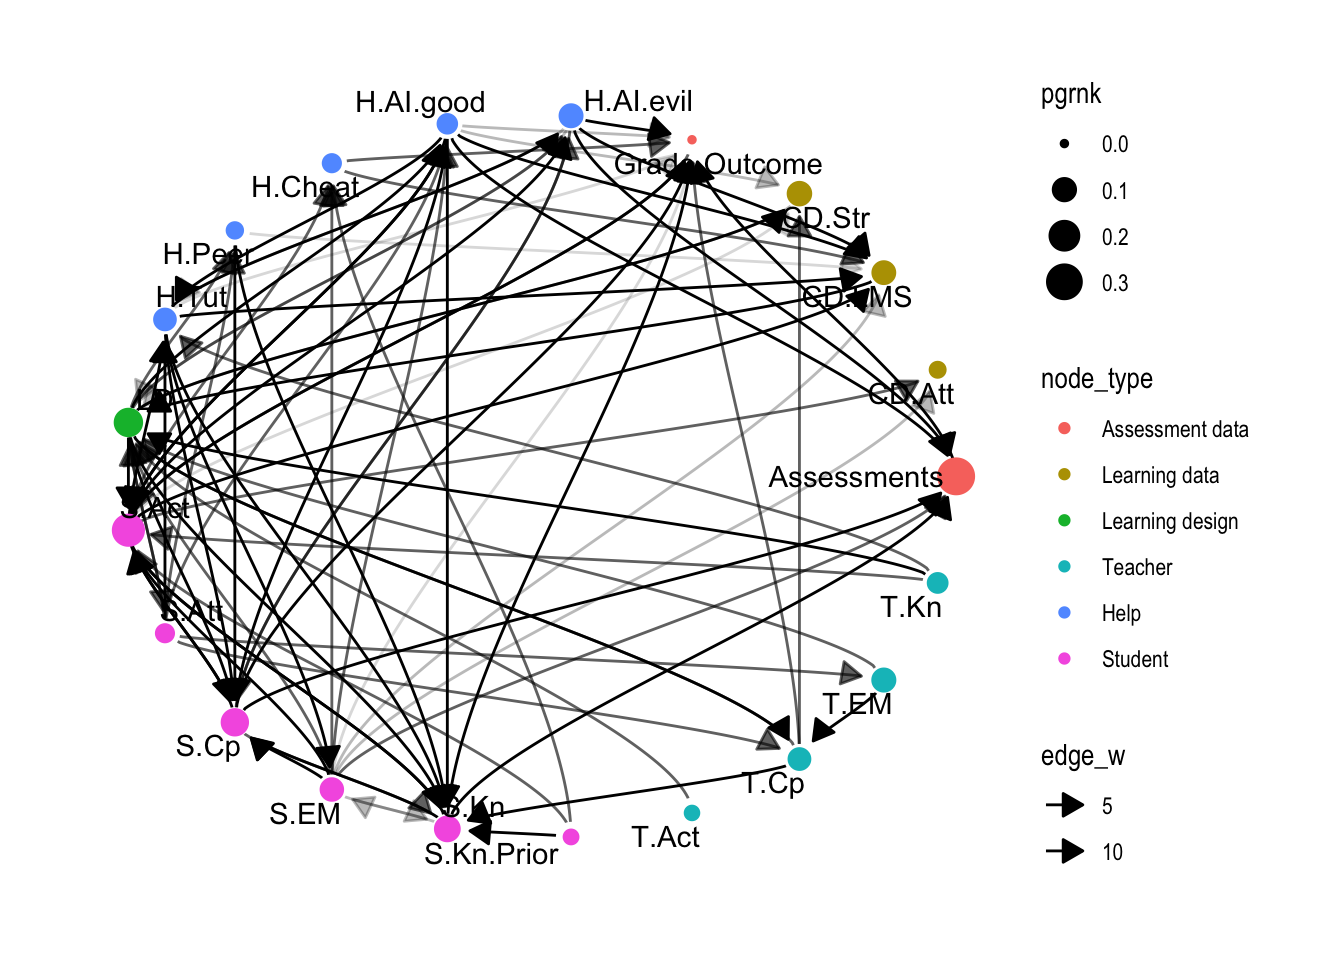 H.AI.good
H.AI.evil
Grade.Outcome
H.Cheat
CD.Str
H.Peer
H.Tut
CD.LMS
CD.Att
Assessments
S.Act
T.Kn
S.Att
T.EM
S.Cp
T.Cp
S.EM
S.Kn
T.Act
S.Kn.Prior
pgrnk
0.0
0.1
0.2
0.3
node_type
Assessment data
Learning data
Learning design
Teacher
Help
Student
edge_w
5
10